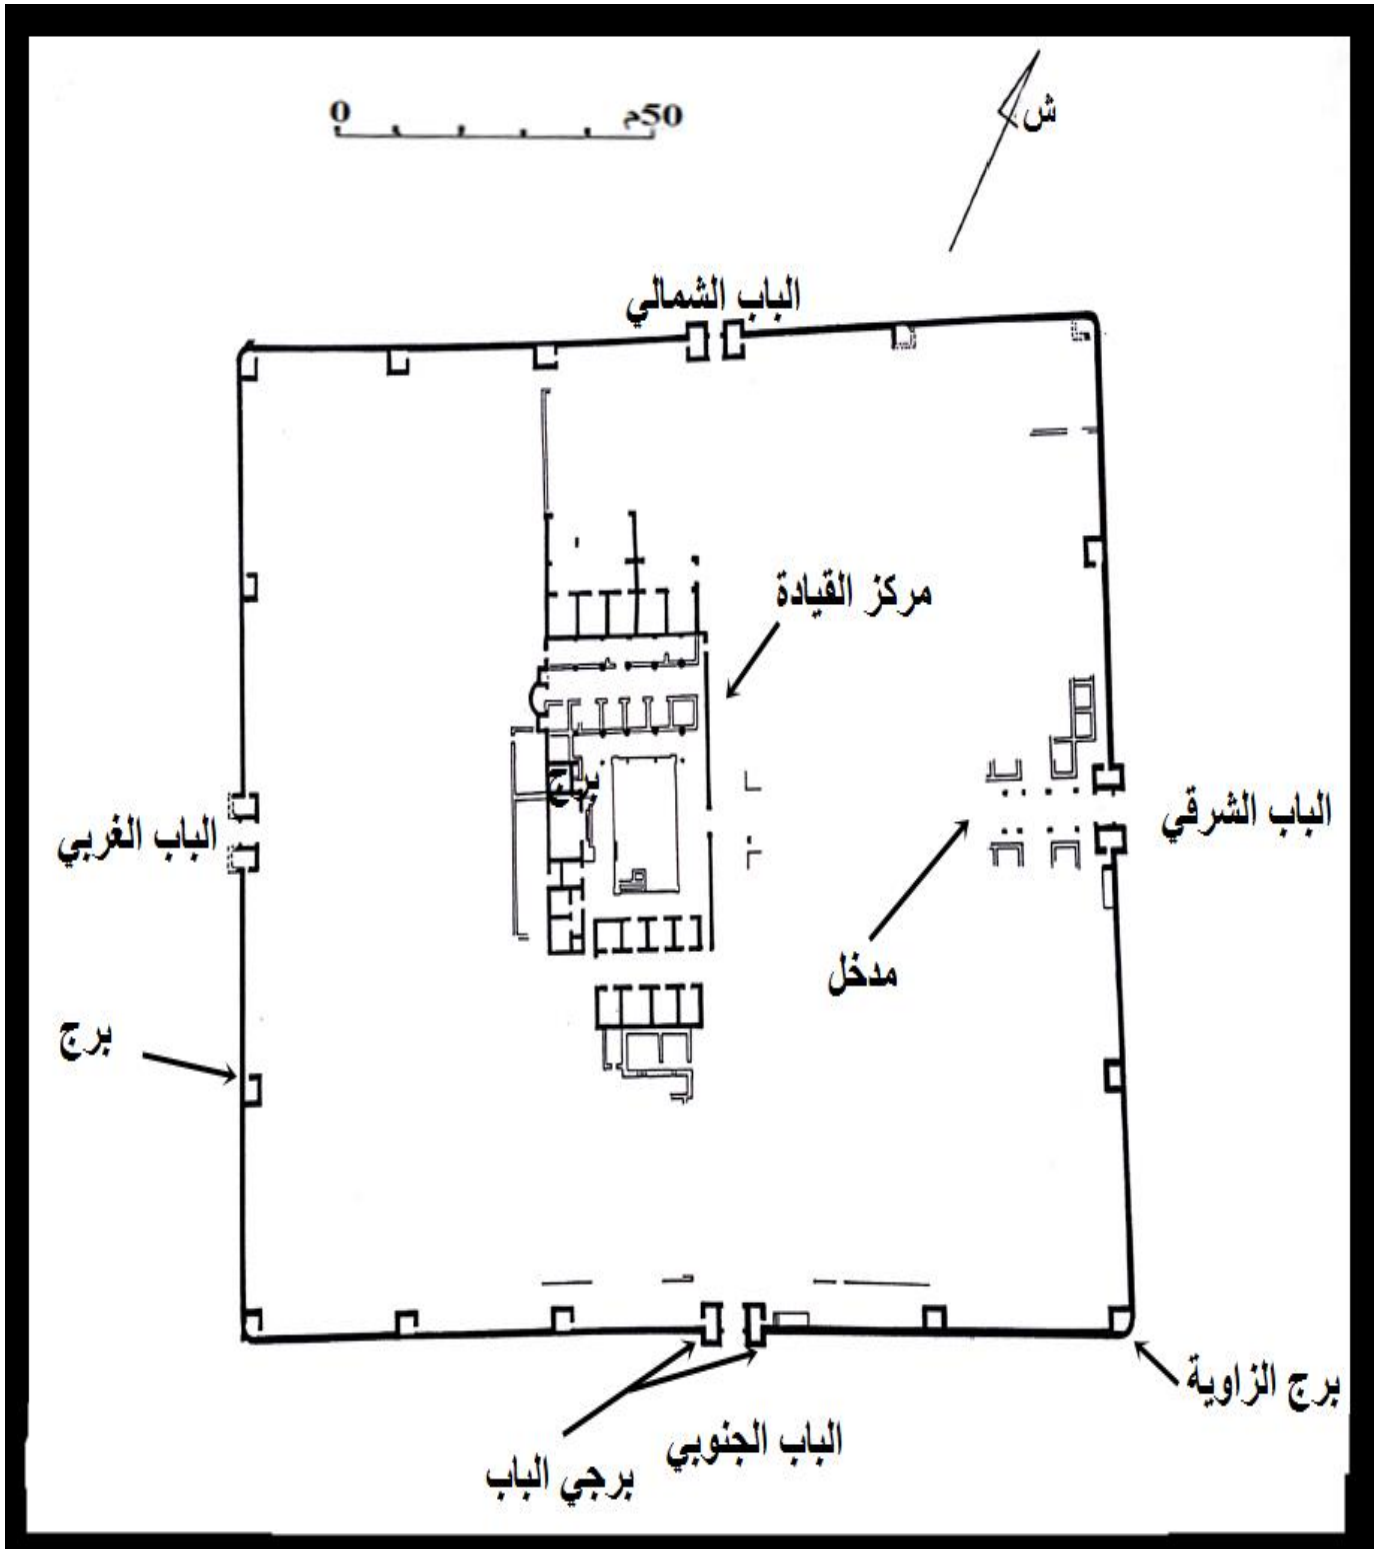 0 50م
ش
الباب الشمالي
مركز القيادة
برج
الباب الشرقي
الباب الغربي
مدخل
برج
برج الزاوية
الباب الجنوبي
برجي الباب